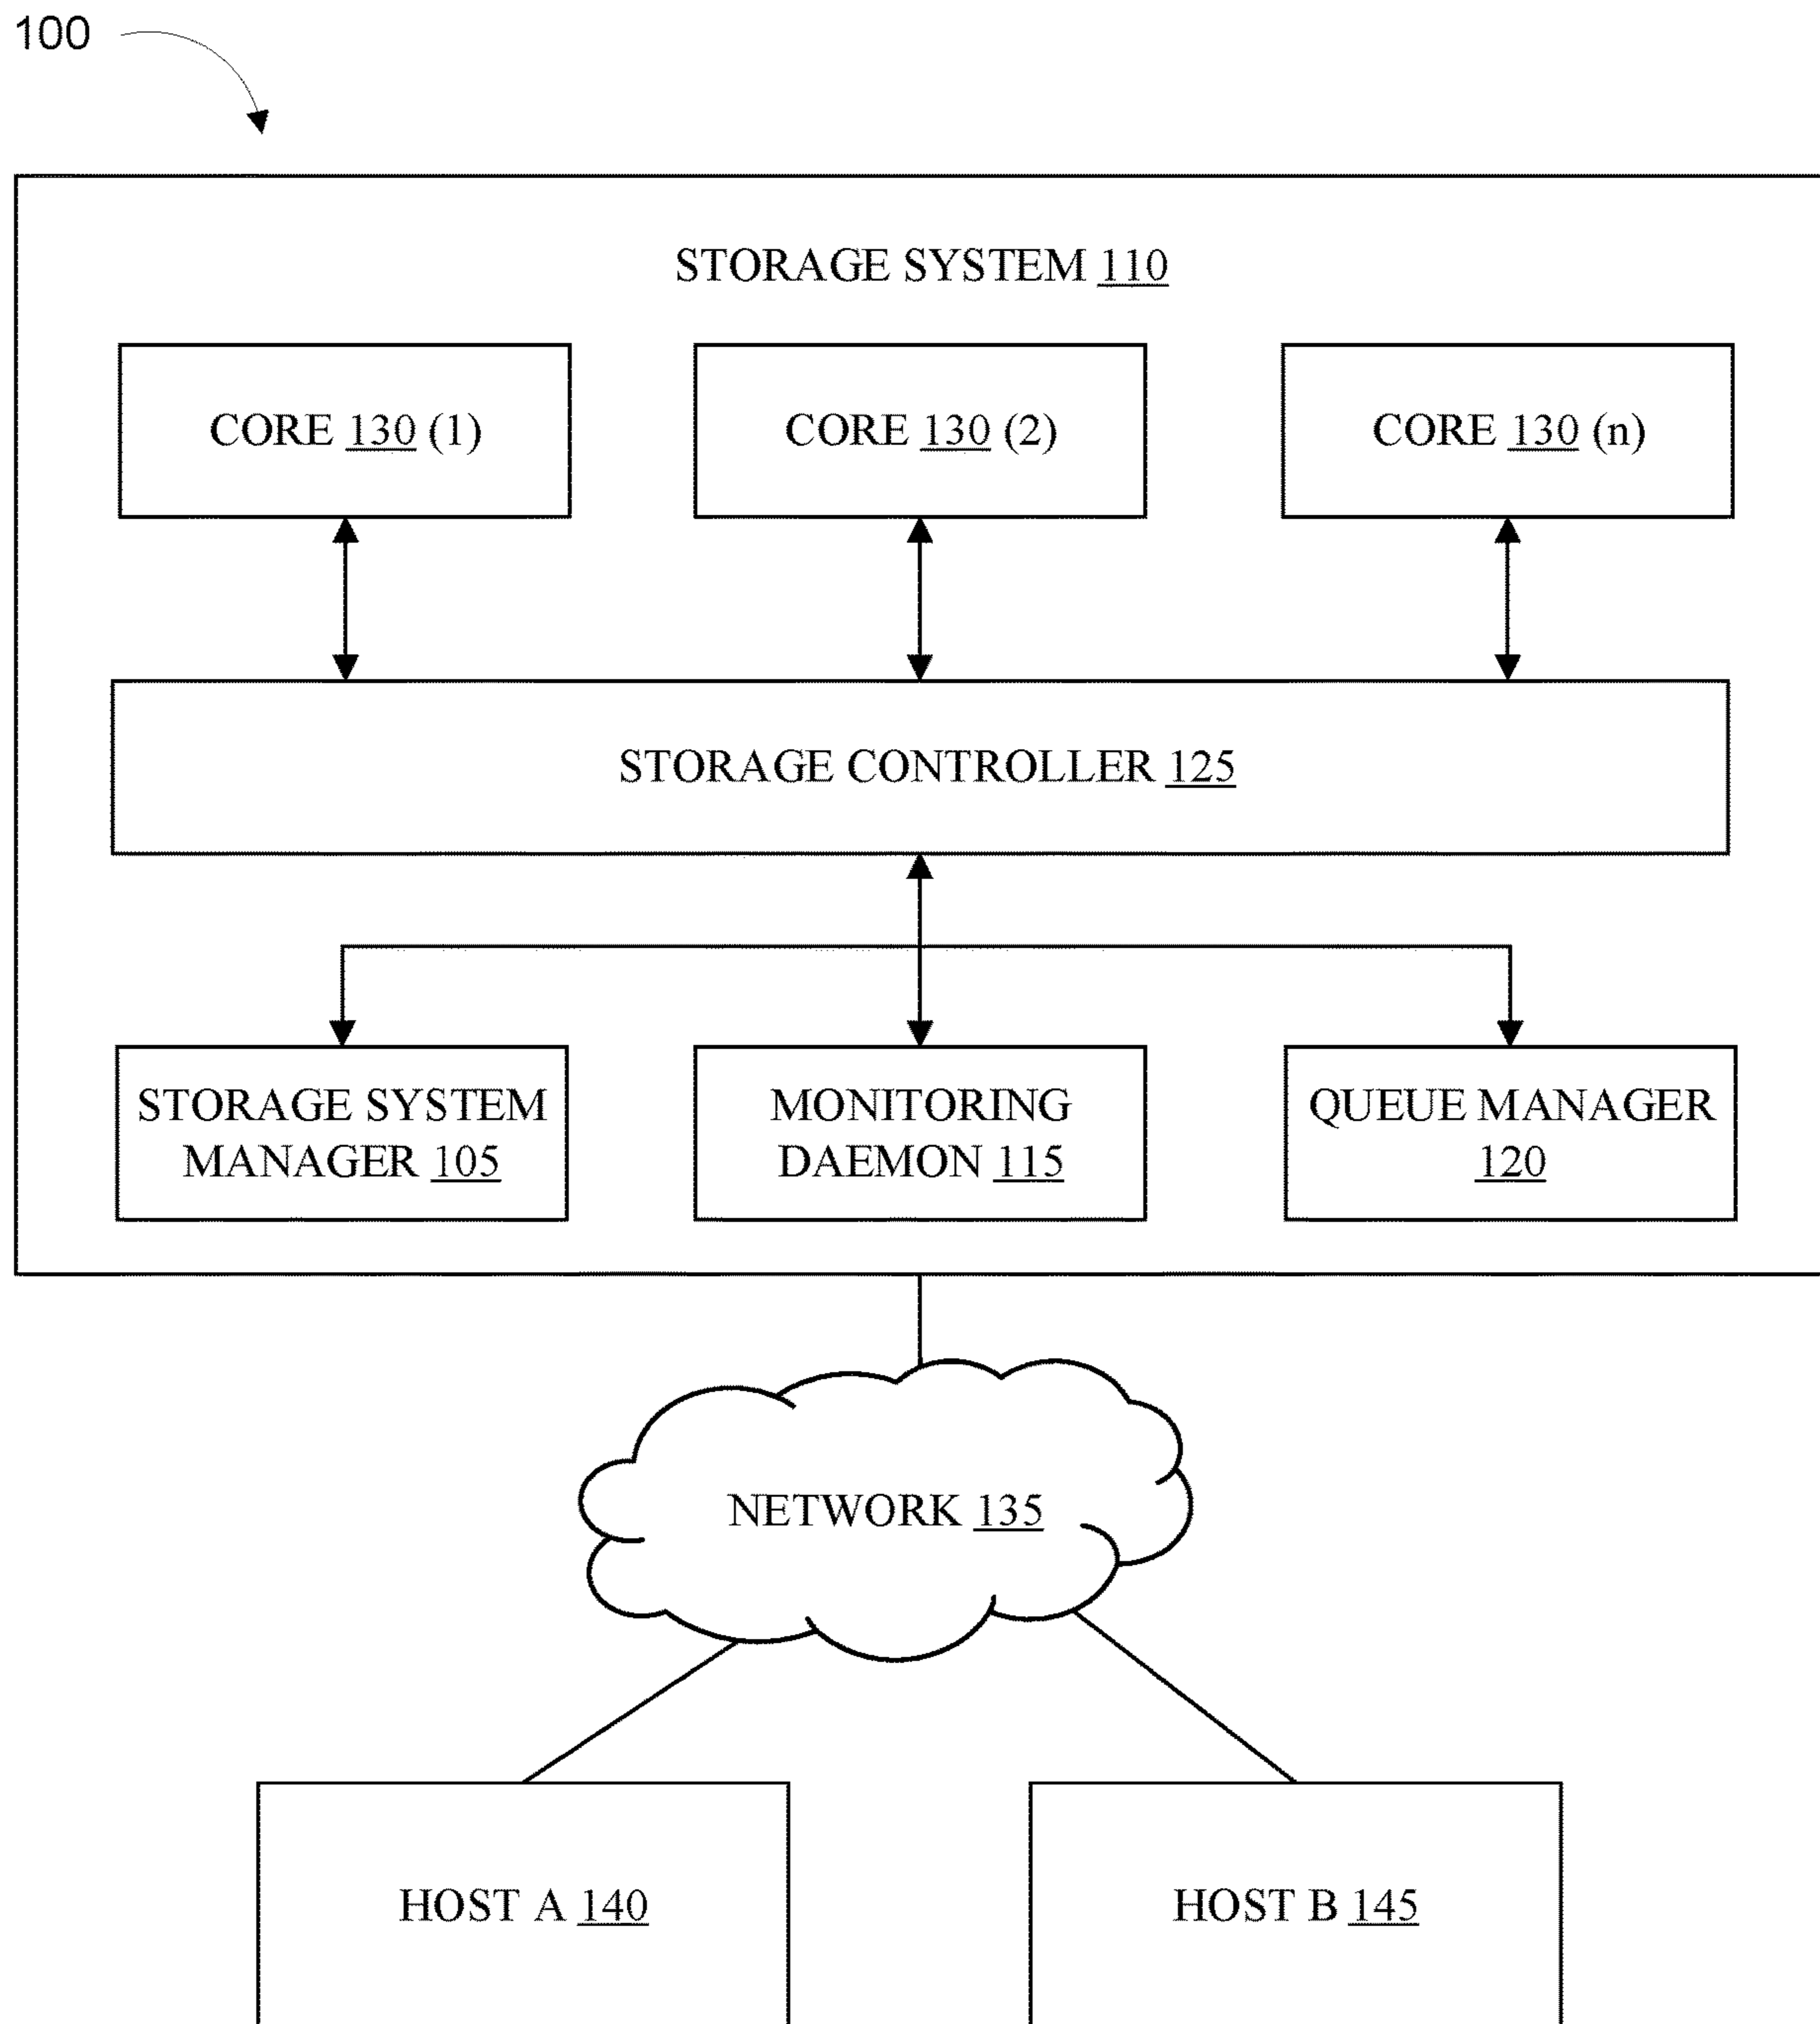 100
STORAGE SYSTEM 110
CORE 130 (1)
CORE 130 (2)
CORE 130 (n)
STORAGE CONTROLLER 125
STORAGE SYSTEM
MANAGER 105
MONITORING
DAEMON 115
QUEUE MANAGER
120
NETWORK 135
HOST A 140
HOST B 145